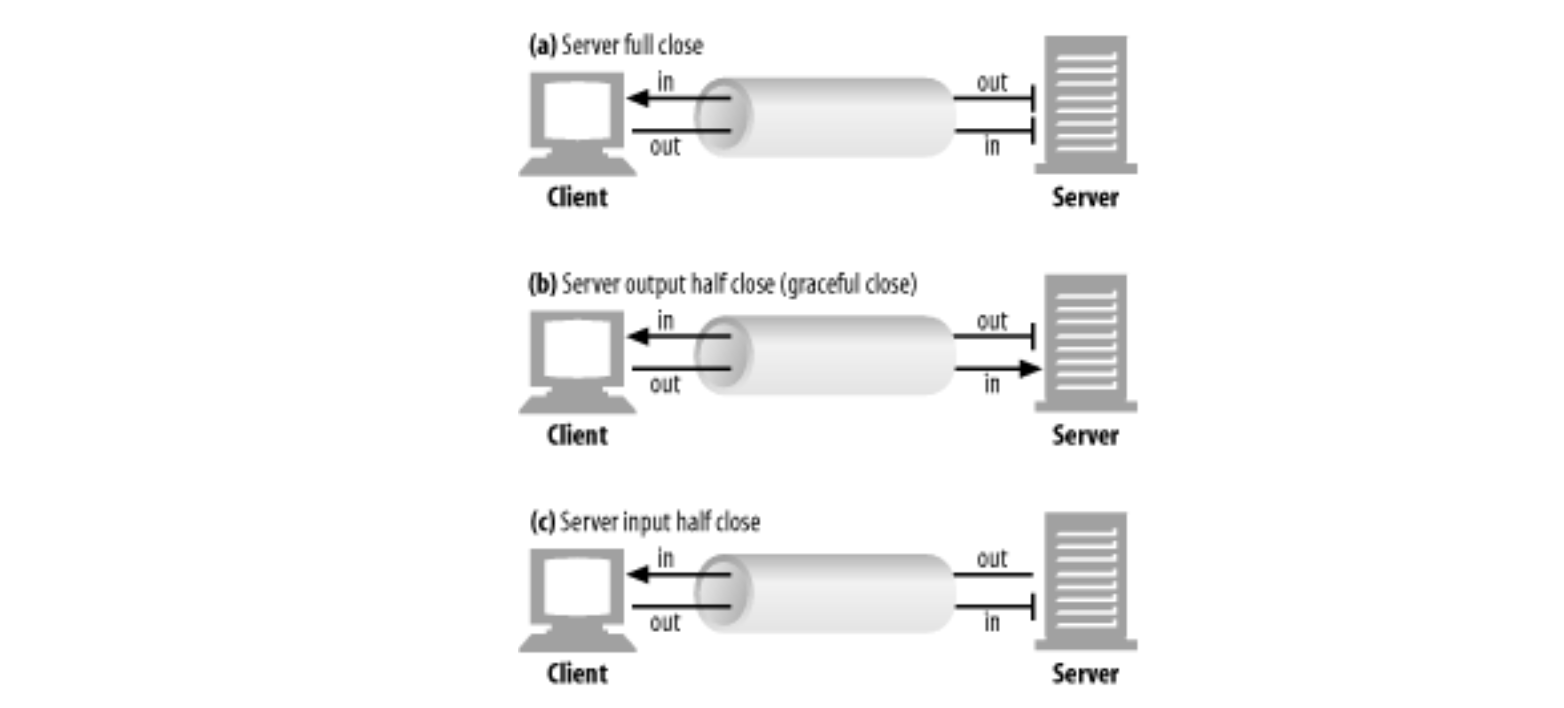 (a) Server full close
in
out
out
in
Client
Server
(b) Server output half close (graceful close)
in
out
out
in
Client
Server
(c) Server input half close
in
out
out
in
Client
Server